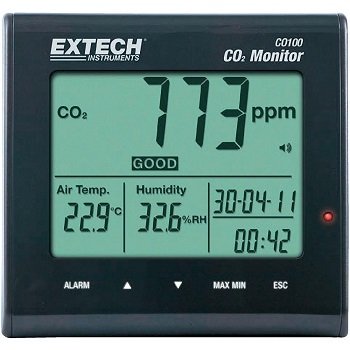 EXTECH CO100
INSTRUMENTS CO₂ Monitor
CO₂ 773 ppm
GOOD
Air Temp. Humidity 30-04-11
22.9°C 32.6%RH 00:42
ALARM ▲ ▼ MAX MIN ESC